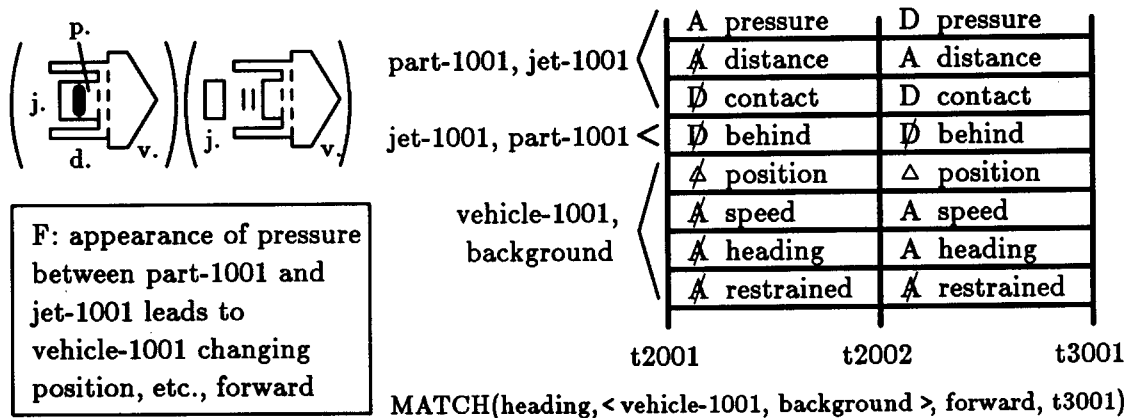 p.
j.
d.
v.
j.
v.
F: appearance of pressure
between part-1001 and
jet-1001 leads to
vehicle-1001 changing
position, etc., forward
part-1001, jet-1001
jet-1001, part-1001
vehicle-1001,
background
A pressure D pressure
A̸ distance A distance
D̸ contact D contact
D̸ behind D̸ behind
△̸ position △ position
A̸ speed A speed
A̸ heading A heading
A̸ restrained A̸ restrained
t2001 t2002 t3001
MATCH(heading,< vehicle-1001, background >, forward, t3001)